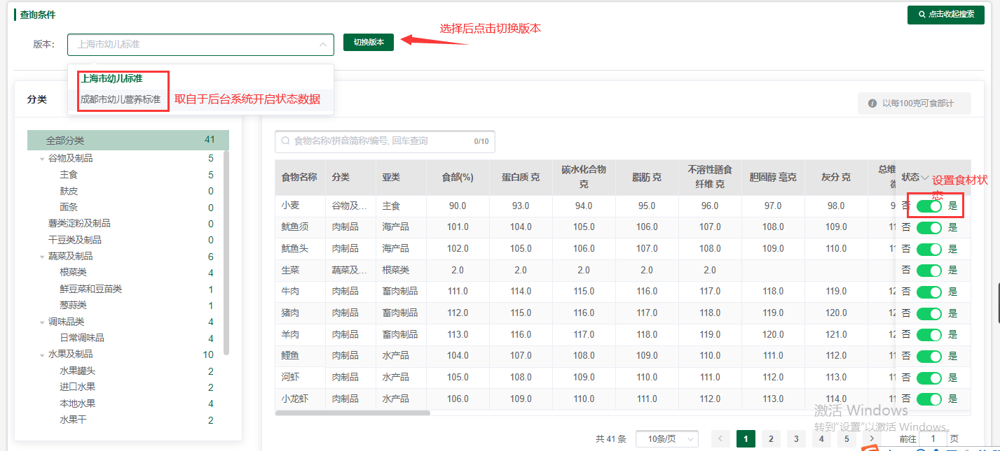 查询条件
点击收起搜索
选择后点击切换版本
版本：
上海市幼儿标准
切换版本
上海市幼儿标准
成都市幼儿营养标准
取自于后台系统开启状态数据
分类
以每100克可食部计
全部分类 41
谷物及制品 5
主食 5
麸皮 0
面条 0
薯类淀粉及制品 0
干豆类及制品 0
蔬菜及制品 6
根菜类 4
鲜豆菜和豆苗类 1
葱蒜类 1
调味品类 4
日常调味品 4
水果及制品 10
水果罐头 2
进口水果 2
本地水果 4
水果干 2
食物名称/拼音简称/编号, 回车查询 0/10
食物名称 分类 亚类 食部(%) 蛋白质 克 碳水化合物 克 脂肪 克 不溶性膳食纤维 克 胆固醇 毫克 灰分 克 总维 状态
设置食材状态
小麦 谷物及... 主食 90.0 93.0 94.0 95.0 96.0 97.0 98.0 9 否 是
鱿鱼须 肉制品 海产品 101.0 104.0 105.0 106.0 107.0 108.0 109.0 11 否 是
鱿鱼头 肉制品 海产品 102.0 105.0 106.0 107.0 108.0 109.0 110.0 11 否 是
生菜 蔬菜及... 根菜类 2.0 2.0 2.0 2.0 2.0 否 是
牛肉 肉制品 畜肉制品 111.0 114.0 115.0 116.0 117.0 118.0 119.0 12 否 是
猪肉 肉制品 畜肉制品 112.0 115.0 116.0 117.0 118.0 119.0 120.0 12 否 是
羊肉 肉制品 畜肉制品 113.0 116.0 117.0 118.0 119.0 120.0 121.0 12 否 是
鲤鱼 肉制品 水产品 104.0 107.0 108.0 109.0 110.0 111.0 112.0 11 否 是
河虾 肉制品 水产品 105.0 108.0 109.0 110.0 111.0 112.0 113.0 11 否 是
小龙虾 肉制品 水产品 106.0 109.0 110.0 111.0 112.0 113.0 114.0 11 否 是
激活 Windows
转到“设置”以激活 Windows。
共 41 条 10条/页 1 2 3 4 5 前往 1 页